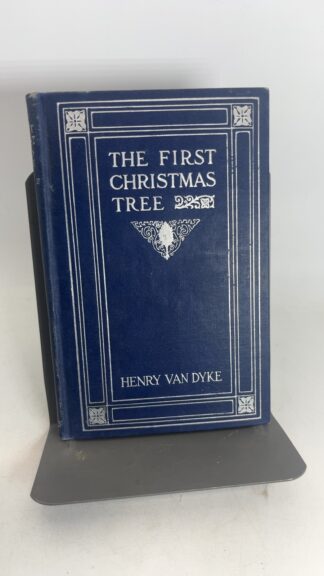 THE FIRST
CHRISTMAS
TREE
HENRY VAN DYKE